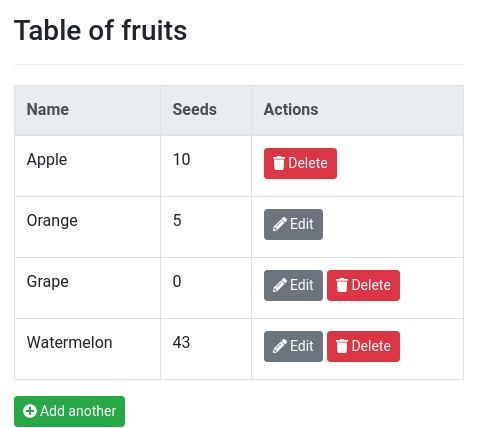 Table of fruits
Name Seeds Actions
Apple 10 Delete
Orange 5 Edit
Grape 0 Edit Delete
Watermelon 43 Edit Delete
Add another